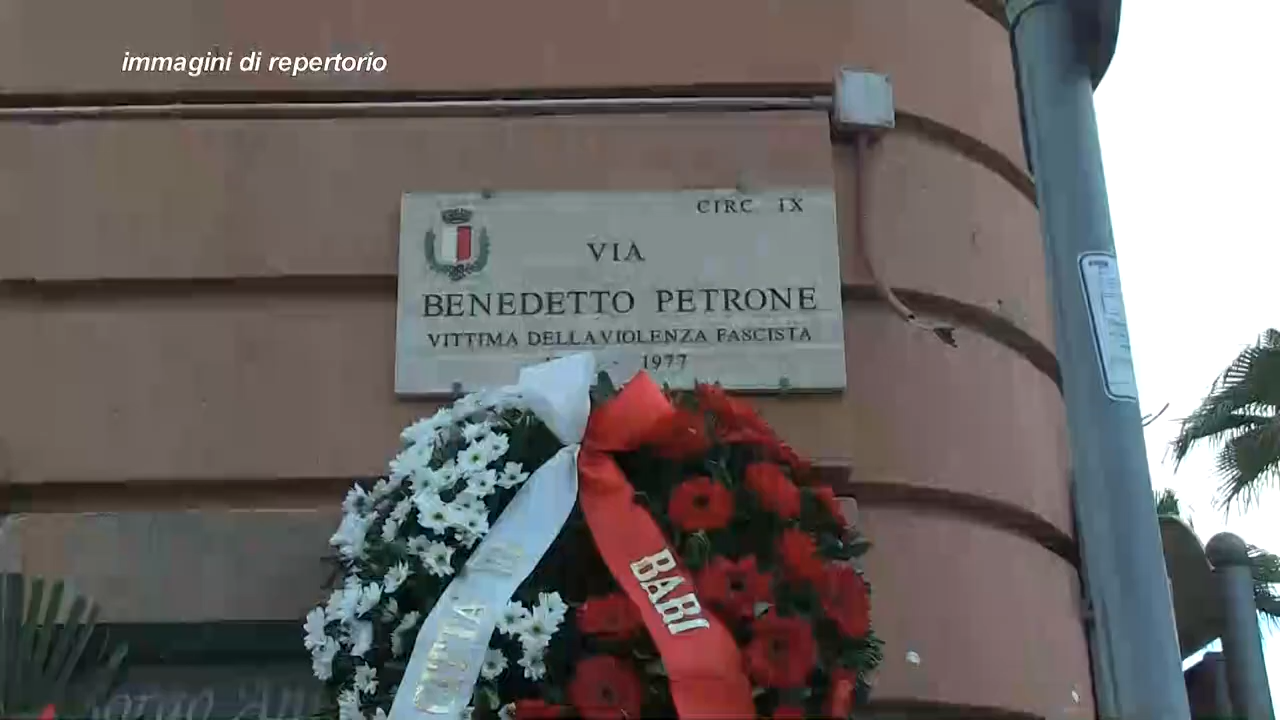 immagini di repertorio
CIRC IX
VIA
BENEDETTO PETRONE
VITTIMA DELLA VIOLENZA FASCISTA
1977
BARI